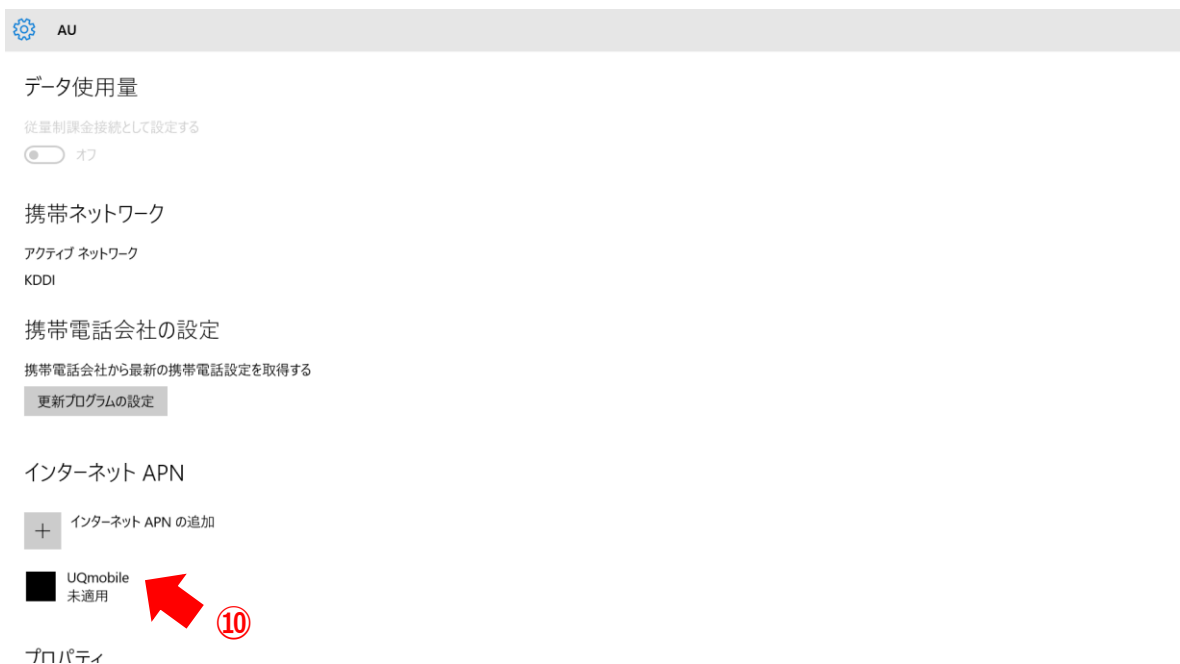 AU
データ使用量
従量制課金接続として設定する
オフ
携帯ネットワーク
アクティブ ネットワーク
KDDI
携帯電話会社の設定
携帯電話会社から最新の携帯電話設定を取得する
更新プログラムの設定
インターネット APN
インターネット APN の追加
UQmobile
未適用
⑩
プロパティ